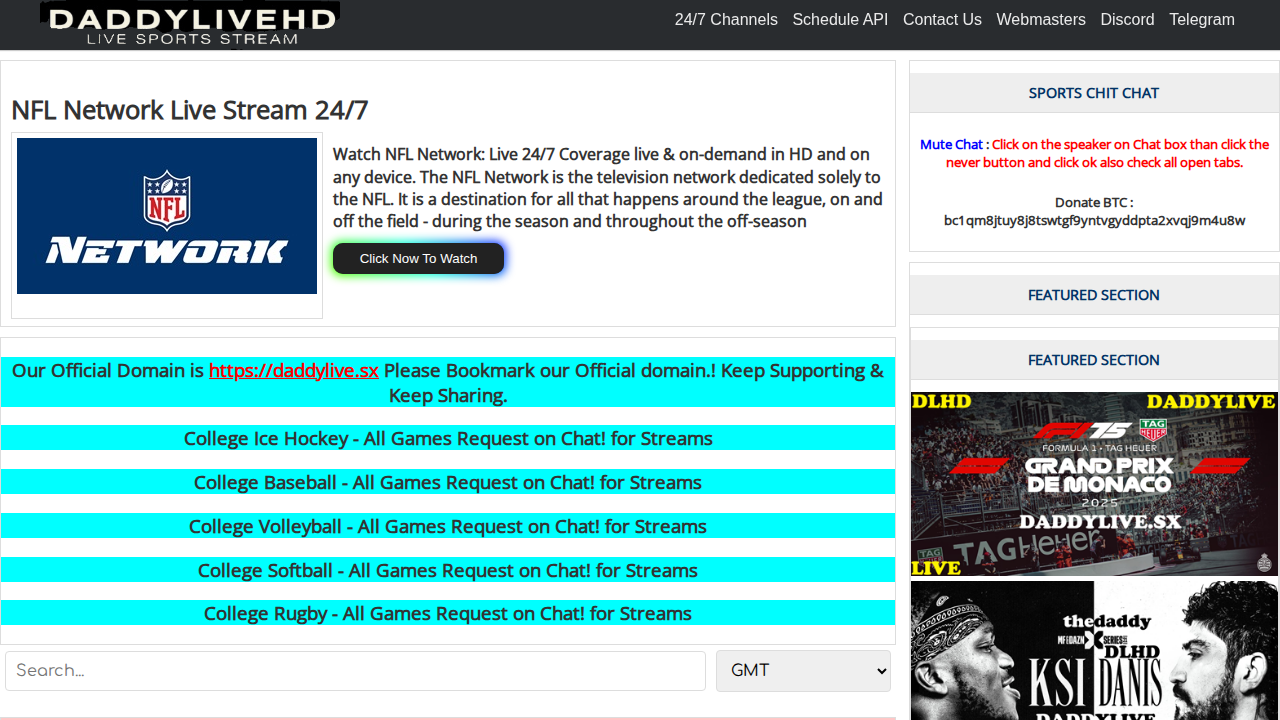 DADDYLIVEHD
LIVE SPORTS STREAM
24/7 Channels Schedule API Contact Us Webmasters Discord Telegram
NFL Network Live Stream 24/7
NFL
NETWORK
Watch NFL Network: Live 24/7 Coverage live & on-demand in HD and on
any device. The NFL Network is the television network dedicated solely to
the NFL. It is a destination for all that happens around the league, on and
off the field - during the season and throughout the off-season
Click Now To Watch
Our Official Domain is https://daddylive.sx Please Bookmark our Official domain.! Keep Supporting &
Keep Sharing.
College Ice Hockey - All Games Request on Chat! for Streams
College Baseball - All Games Request on Chat! for Streams
College Volleyball - All Games Request on Chat! for Streams
College Softball - All Games Request on Chat! for Streams
College Rugby - All Games Request on Chat! for Streams
Search...
GMT
SPORTS CHIT CHAT
Mute Chat : Click on the speaker on Chat box than click the
never button and click ok also check all open tabs.
Donate BTC :
bc1qm8jtuy8j8tswtgf9yntvgyddpta2xvqj9m4u8w
FEATURED SECTION
FEATURED SECTION
DLHD DADDYLIVE
F1 75 TAG HEUER
FORMULA 1 • TAG HEUER
GRAND PRIX
DE MONACO
2025
DADDYLIVE.SX
TAG HEUER
TAGHeuer
LIVE
thedaddy
MF DAZN X SERIES
DLHD
KSI DANIS
DADDYLIVE